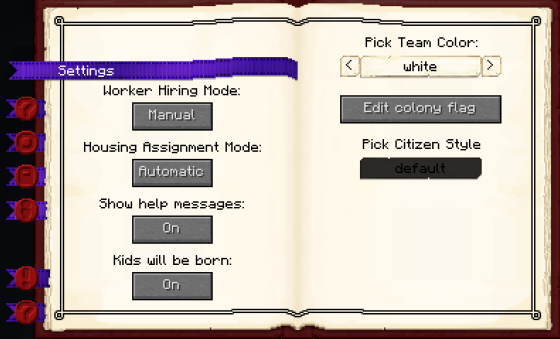 Settings
Worker Hiring Mode:
Manual
Housing Assignment Mode:
Automatic
Show help messages:
On
Kids will be born:
On
Pick Team Color:
< white >
Edit colony flag
Pick Citizen Style
default